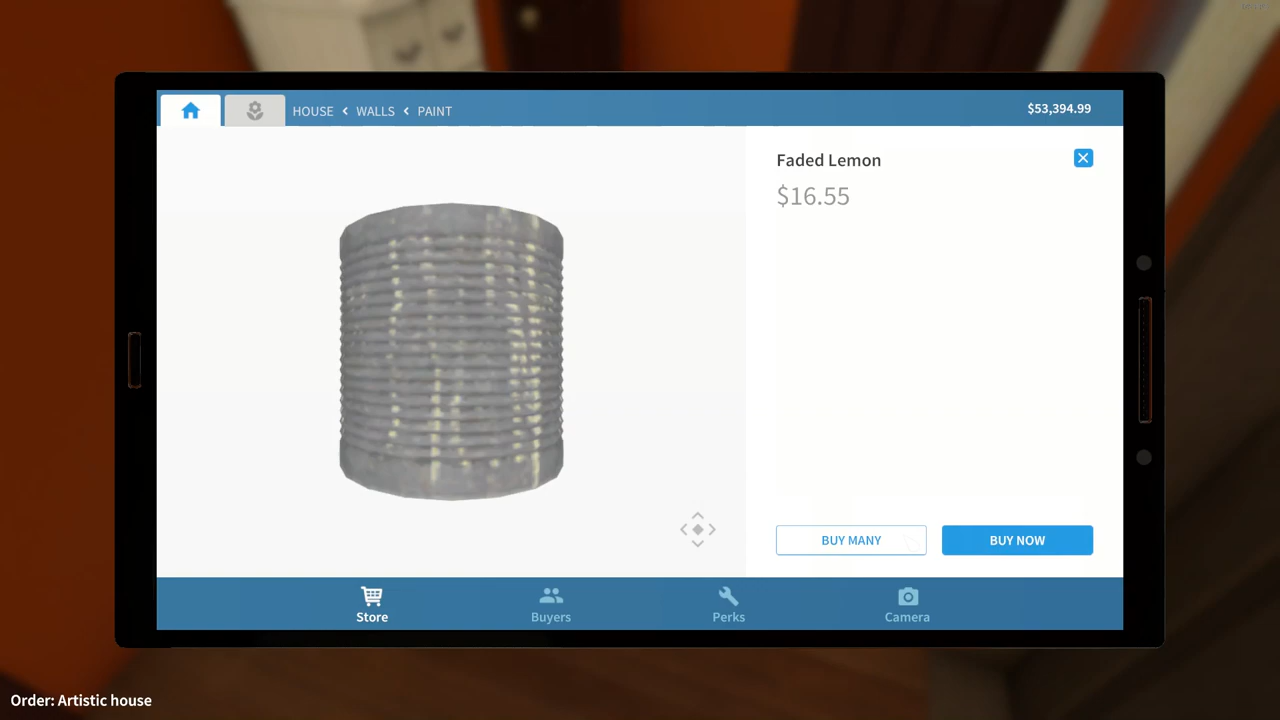 HOUSE < WALLS < PAINT
$53,394.99
Faded Lemon
$16.55
BUY MANY
BUY NOW
Store
Buyers
Perks
Camera
Order: Artistic house